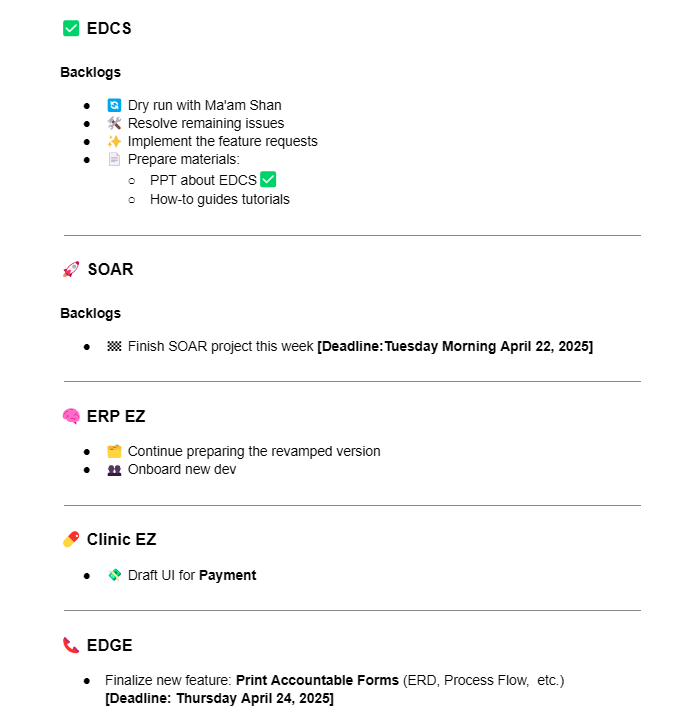 ✅ EDCS
Backlogs
● 🔄 Dry run with Ma'am Shan
● 🛠️ Resolve remaining issues
● ✨ Implement the feature requests
● 📄 Prepare materials:
○ PPT about EDCS ✅
○ How-to guides tutorials
🚀 SOAR
Backlogs
● 🏁 Finish SOAR project this week [Deadline:Tuesday Morning April 22, 2025]
🧠 ERP EZ
● 🗂️ Continue preparing the revamped version
● 👥 Onboard new dev
💊 Clinic EZ
● 💸 Draft UI for Payment
📞 EDGE
● Finalize new feature: Print Accountable Forms (ERD, Process Flow,  etc.)
[Deadline: Thursday April 24, 2025]